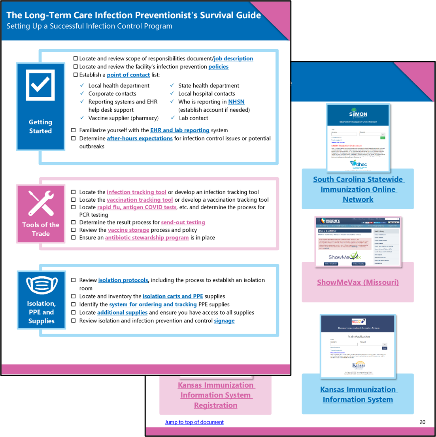 The Long-Term Care Infection Preventionist's Survival Guide
Setting Up a Successful Infection Control Program
Getting
Started
☐ Locate and review scope of responsibilities document/job description
☐ Locate and review the facility's infection prevention policies
☐ Establish a point of contact list:
✓ Local health department
✓ Corporate contacts
✓ Reporting systems and EHR
help desk support
✓ Vaccine supplier (pharmacy)
✓ State health department
✓ Local hospital contacts
✓ Who is reporting in NHSN
(establish account if needed)
✓ Lab contact
☐ Familiarize yourself with the EHR and lab reporting system
☐ Determine after-hours expectations for infection control issues or potential
outbreaks
Tools of the
Trade
☐ Locate the infection tracking tool or develop an infection tracking tool
☐ Locate the vaccination tracking tool or develop a vaccination tracking tool
☐ Locate rapid flu, antigen COVID tests, etc. and determine the process for
PCR testing
☐ Determine the result process for send-out testing
☐ Review the vaccine storage process and policy
☐ Ensure an antibiotic stewardship program is in place
Isolation,
PPE and
Supplies
☐ Review isolation protocols, including the process to establish an isolation
room
☐ Locate and inventory the isolation carts and PPE supplies
☐ Identify the system for ordering and tracking PPE supplies
☐ Locate additional supplies and ensure you have access to all supplies
☐ Review isolation and infection prevention and control signage
SIMON
South Carolina Statewide
Immunization Online
Network
ShowMeVax
ShowMeVax (Missouri)
Kansas Immunization
Information System
Registration
Kansas Immunization
Information System
Jump to top of document
20